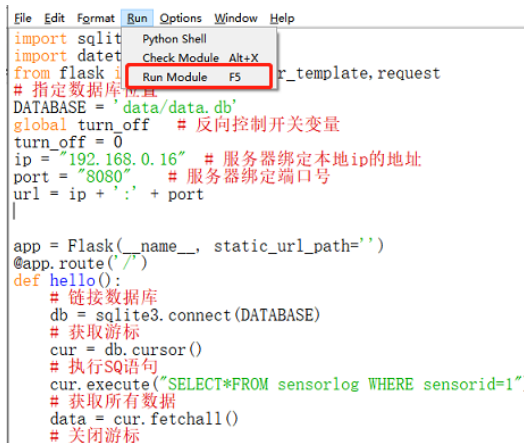 File Edit Format Run Options Window Help
Python Shell
Check Module Alt+X
Run Module F5
import sqlit
import datet
from flask i r_template,request
# 指定数据库位置
DATABASE = 'data/data.db'
global turn_off # 反向控制开关变量
turn_off = 0
ip = "192.168.0.16" # 服务器绑定本地ip的地址
port = "8080" # 服务器绑定端口号
url = ip + ':' + port
app = Flask(__name__, static_url_path='')
@app.route('/')
def hello():
# 链接数据库
db = sqlite3.connect(DATABASE)
# 获取游标
cur = db.cursor()
# 执行SQ语句
cur.execute("SELECT*FROM sensorlog WHERE sensorid=1"
# 获取所有数据
data = cur.fetchall()
# 关闭游标